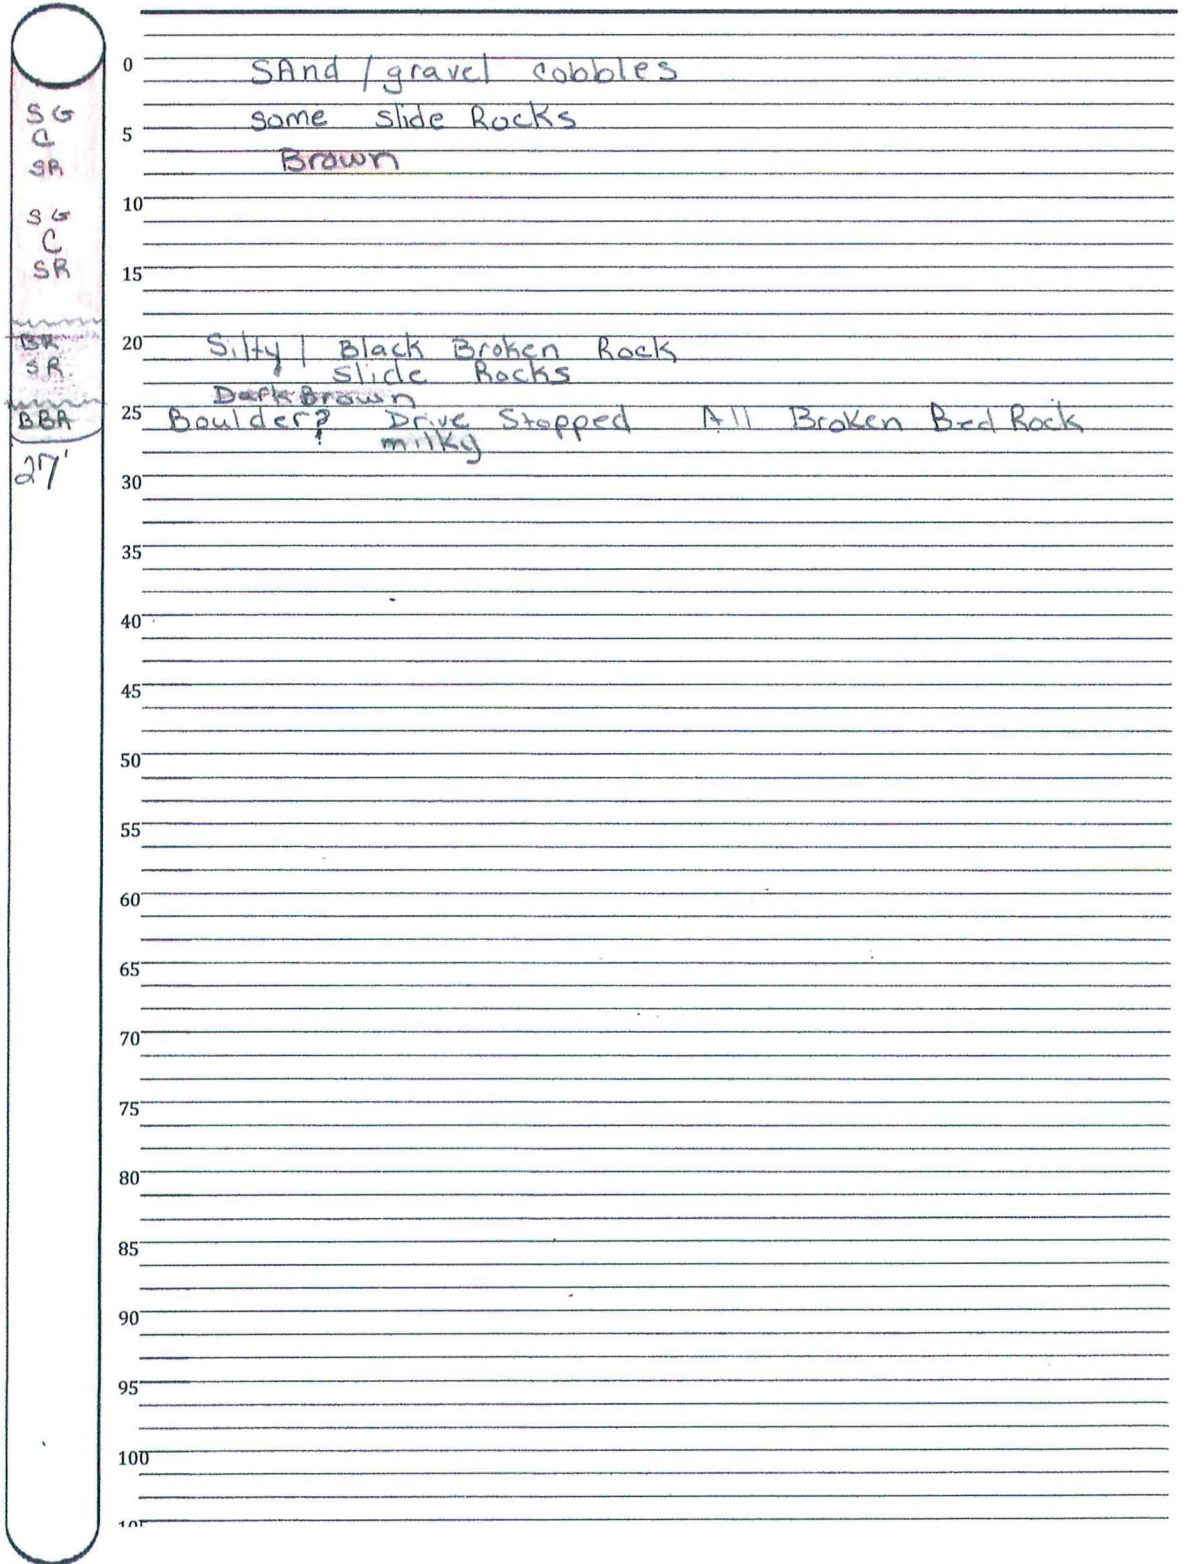 0
SAnd / gravel cobbles
SG
some slide Rocks
5
C
SR
Brown
10
SG
C
SR
15
20
BR
Silty / Black Broken Rock
SR
Slide Rocks
Dark Brown
25
BBR
Boulder? Drive Stopped All Broken Bed Rock
milky
27'
30
35
40
45
50
55
60
65
70
75
80
85
90
95
100